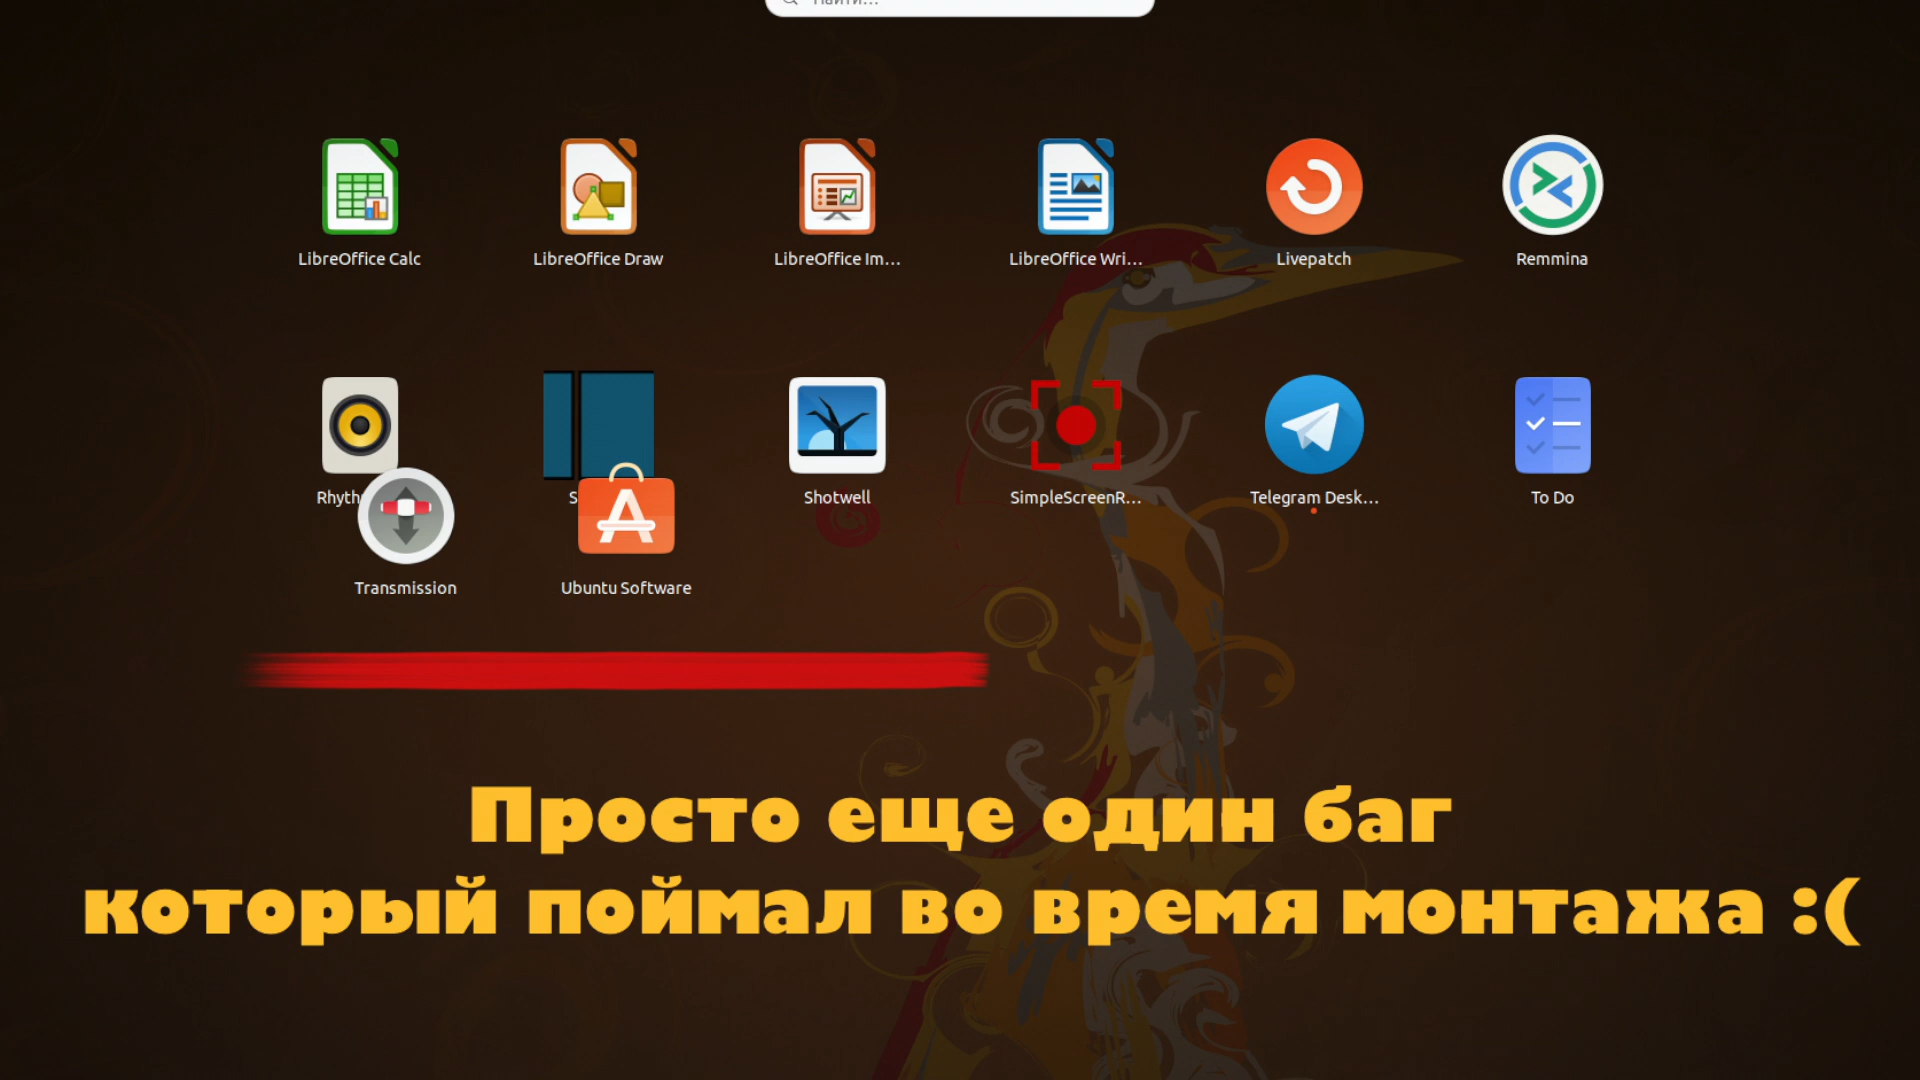 LibreOffice Calc
LibreOffice Draw
LibreOffice Im...
LibreOffice Wri...
Livepatch
Remmina
Shotwell
SimpleScreenR...
Telegram Desk...
To Do
Transmission
Ubuntu Software
Просто еще один баг
который поймал во время монтажа :(